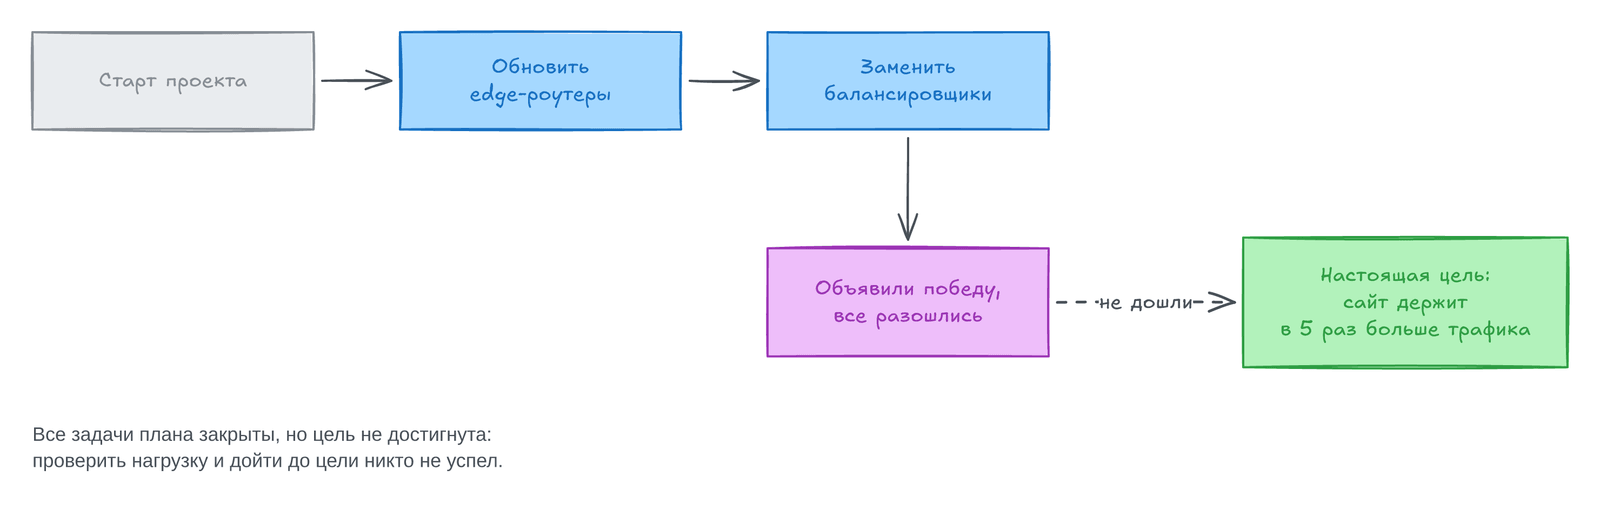 Старт проекта
Обновить
edge-роутеры
Заменить
балансировщики
Объявили победу,
все разошлись
не дошли
Настоящая цель:
сайт держит
в 5 раз больше трафика
Все задачи плана закрыты, но цель не достигнута:
проверить нагрузку и дойти до цели никто не успел.